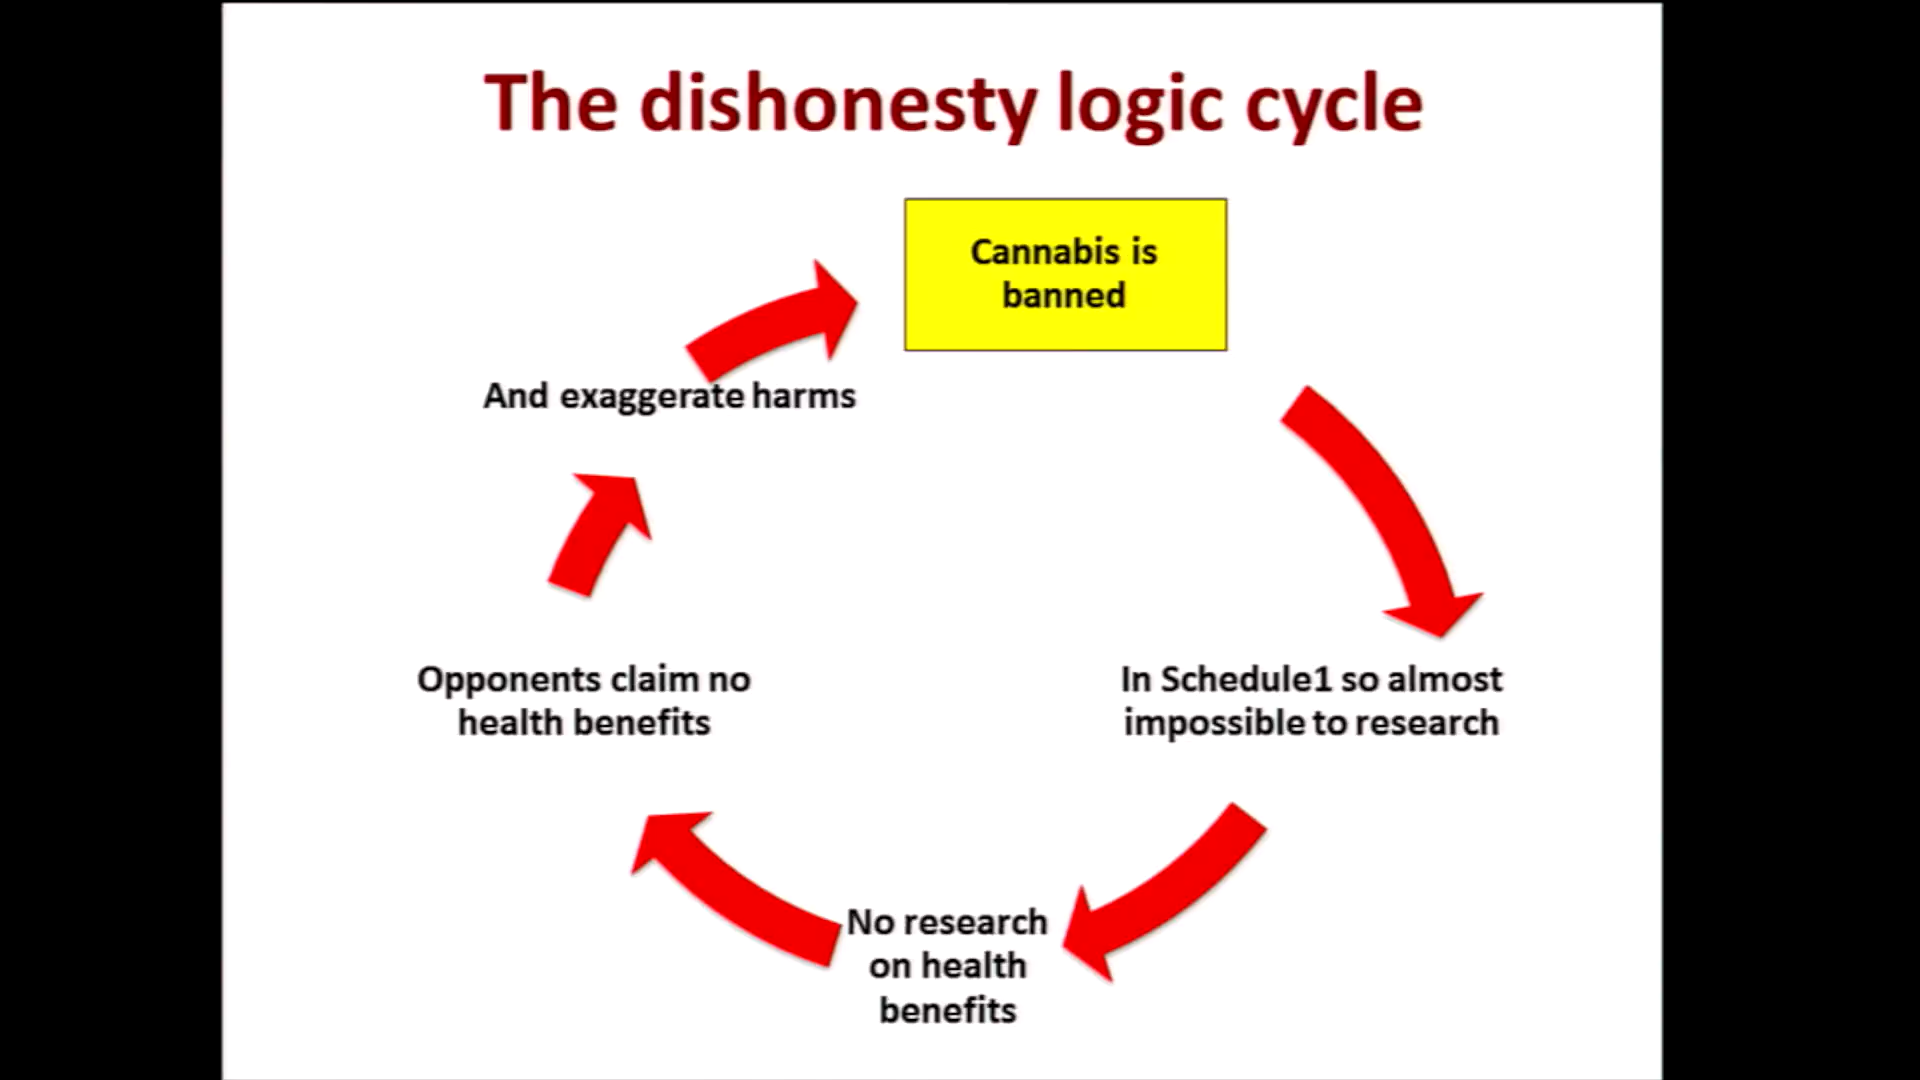 The dishonesty logic cycle
Cannabis is
banned
In Schedule1 so almost
impossible to research
No research
on health
benefits
Opponents claim no
health benefits
And exaggerate harms